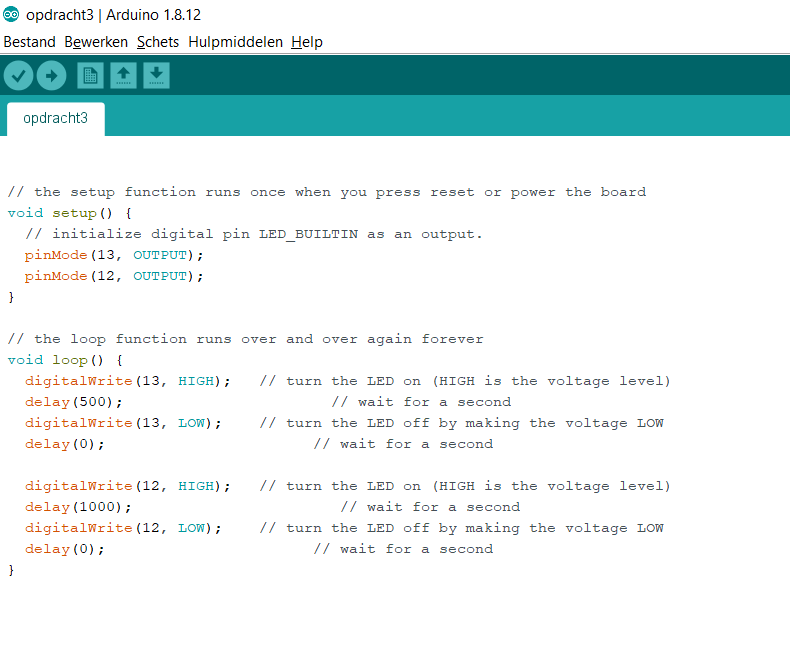 opdracht3 | Arduino 1.8.12
Bestand Bewerken Schets Hulpmiddelen Help
opdracht3
// the setup function runs once when you press reset or power the board
void setup() {
  // initialize digital pin LED_BUILTIN as an output.
  pinMode(13, OUTPUT);
  pinMode(12, OUTPUT);
}
// the loop function runs over and over again forever
void loop() {
  digitalWrite(13, HIGH);   // turn the LED on (HIGH is the voltage level)
  delay(500);                       // wait for a second
  digitalWrite(13, LOW);    // turn the LED off by making the voltage LOW
  delay(0);                       // wait for a second
  digitalWrite(12, HIGH);   // turn the LED on (HIGH is the voltage level)
  delay(1000);                       // wait for a second
  digitalWrite(12, LOW);    // turn the LED off by making the voltage LOW
  delay(0);                       // wait for a second
}